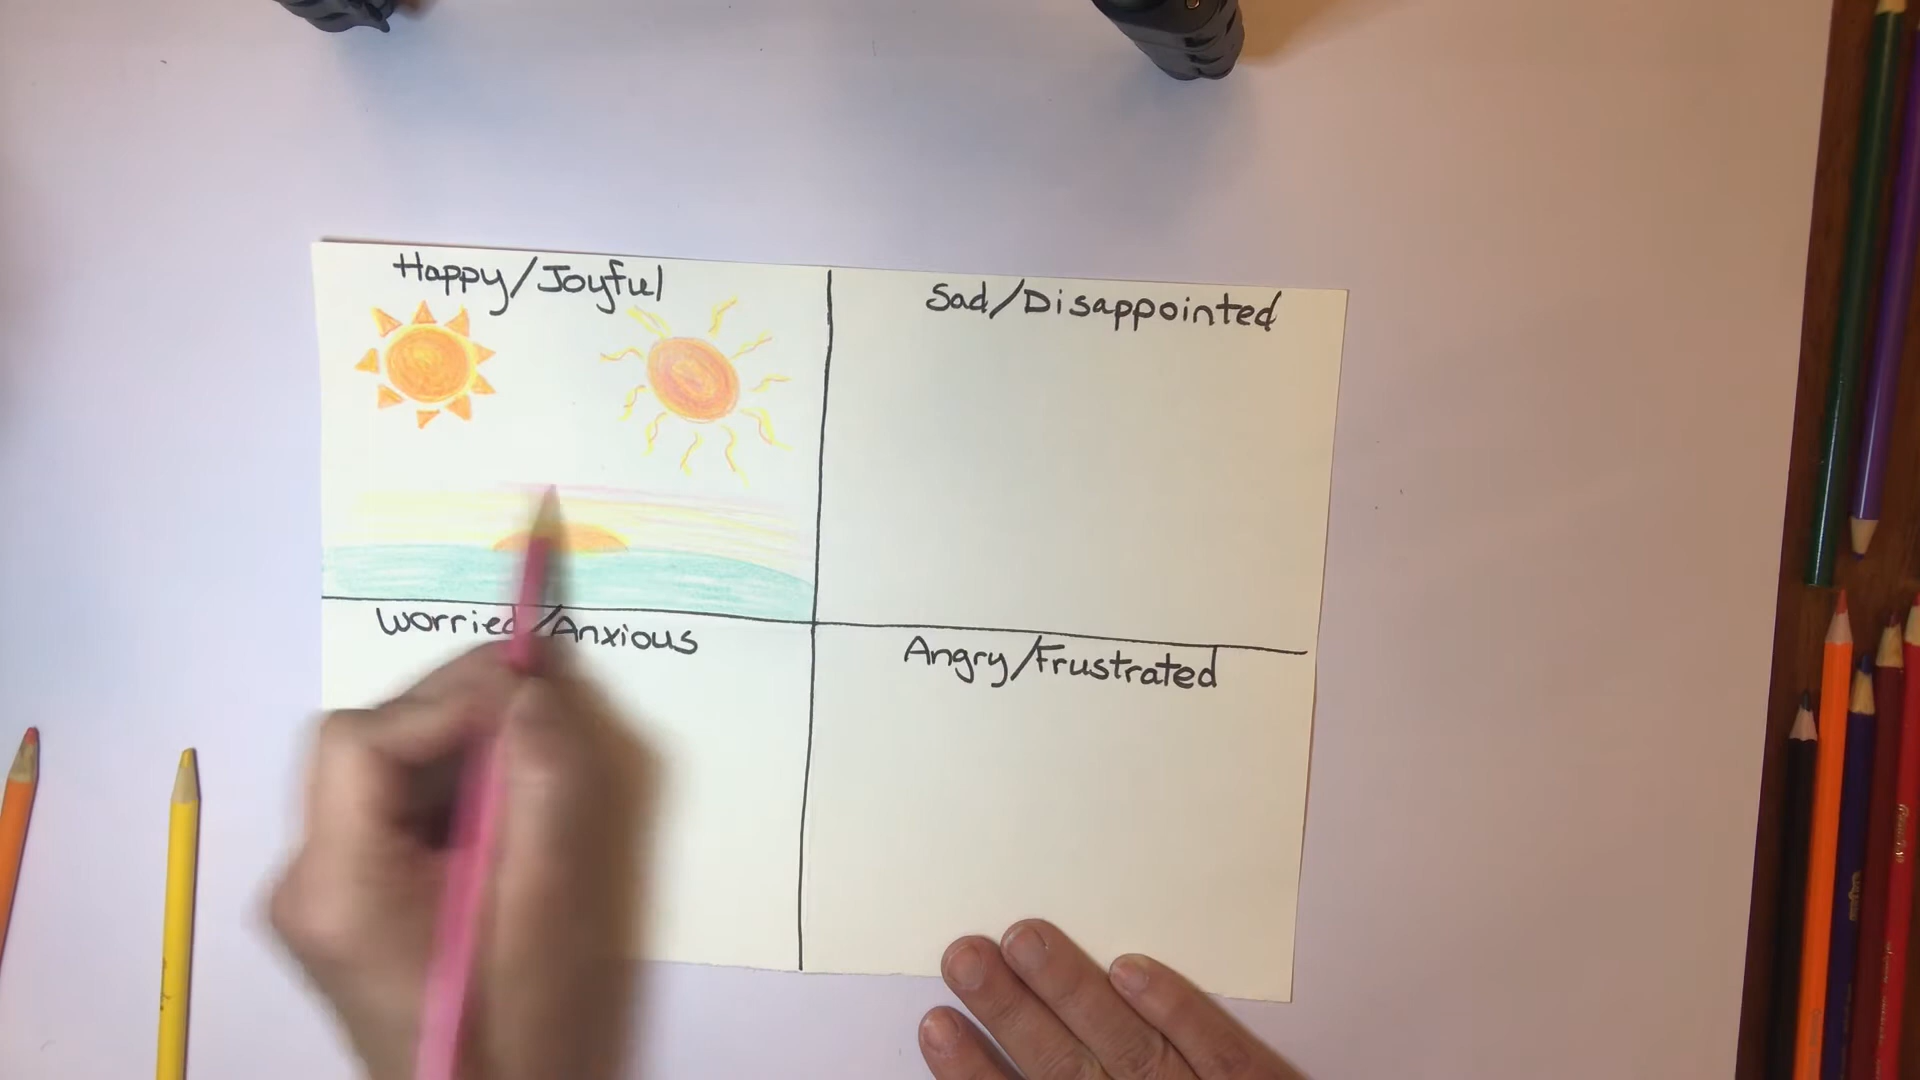 Happy/Joyful
Sad/Disappointed
Worried/Anxious
Angry/Frustrated